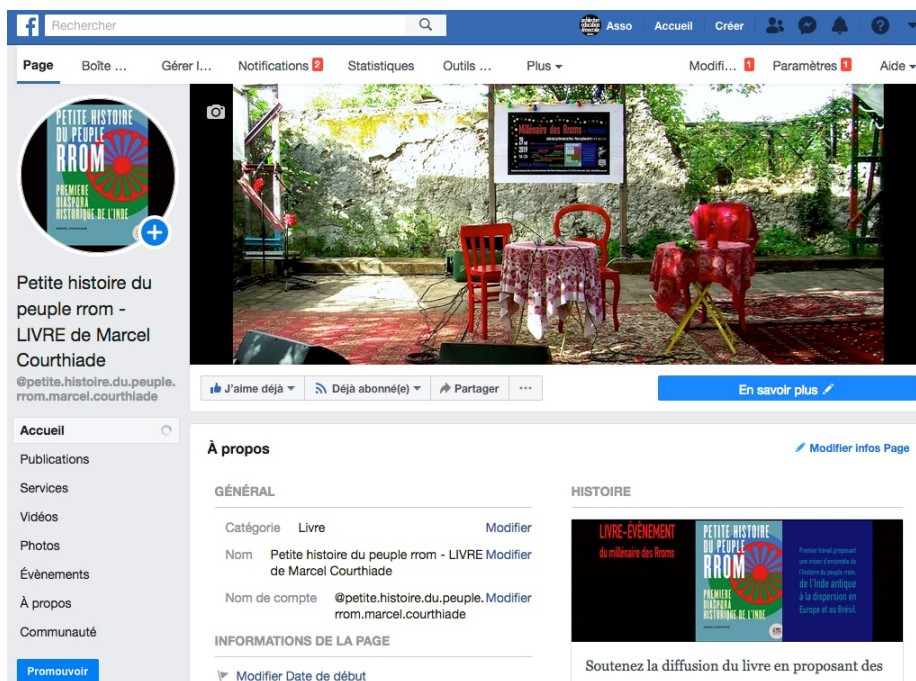 Rechercher
Asso
Accueil
Créer
Page
Boîte ...
Gérer l...
Notifications 2
Statistiques
Outils ...
Plus
Modifi... 1
Paramètres 1
Aide
PETITE HISTOIRE
DU PEUPLE
RROM
PREMIERE
DIASPORA
HISTORIQUE DE L'INDE
Millénaire des Rroms
Petite histoire du
peuple rrom -
LIVRE de Marcel
Courthiade
@petite.histoire.du.peuple.
rrom.marcel.courthiade
J'aime déjà
Déjà abonné(e)
Partager
...
En savoir plus
Accueil
Publications
Services
Vidéos
Photos
Évènements
À propos
Communauté
Promouvoir
À propos
Modifier infos Page
GÉNÉRAL
Catégorie Livre Modifier
Nom Petite histoire du peuple rrom - LIVRE Modifier
de Marcel Courthiade
Nom de compte @petite.histoire.du.peuple. Modifier
rrom.marcel.courthiade
INFORMATIONS DE LA PAGE
Modifier Date de début
HISTOIRE
LIVRE-ÉVÈNEMENT
du millénaire des Rroms
PETITE HISTOIRE
DU PEUPLE
RROM
PREMIERE
DIASPORA
HISTORIQUE DE L'INDE
Premier travail proposant
une vision d'ensemble de
l'histoire du peuple rrom,
de l'Inde antique
à la dispersion en
Europe et au Brésil.
Soutenez la diffusion du livre en proposant des